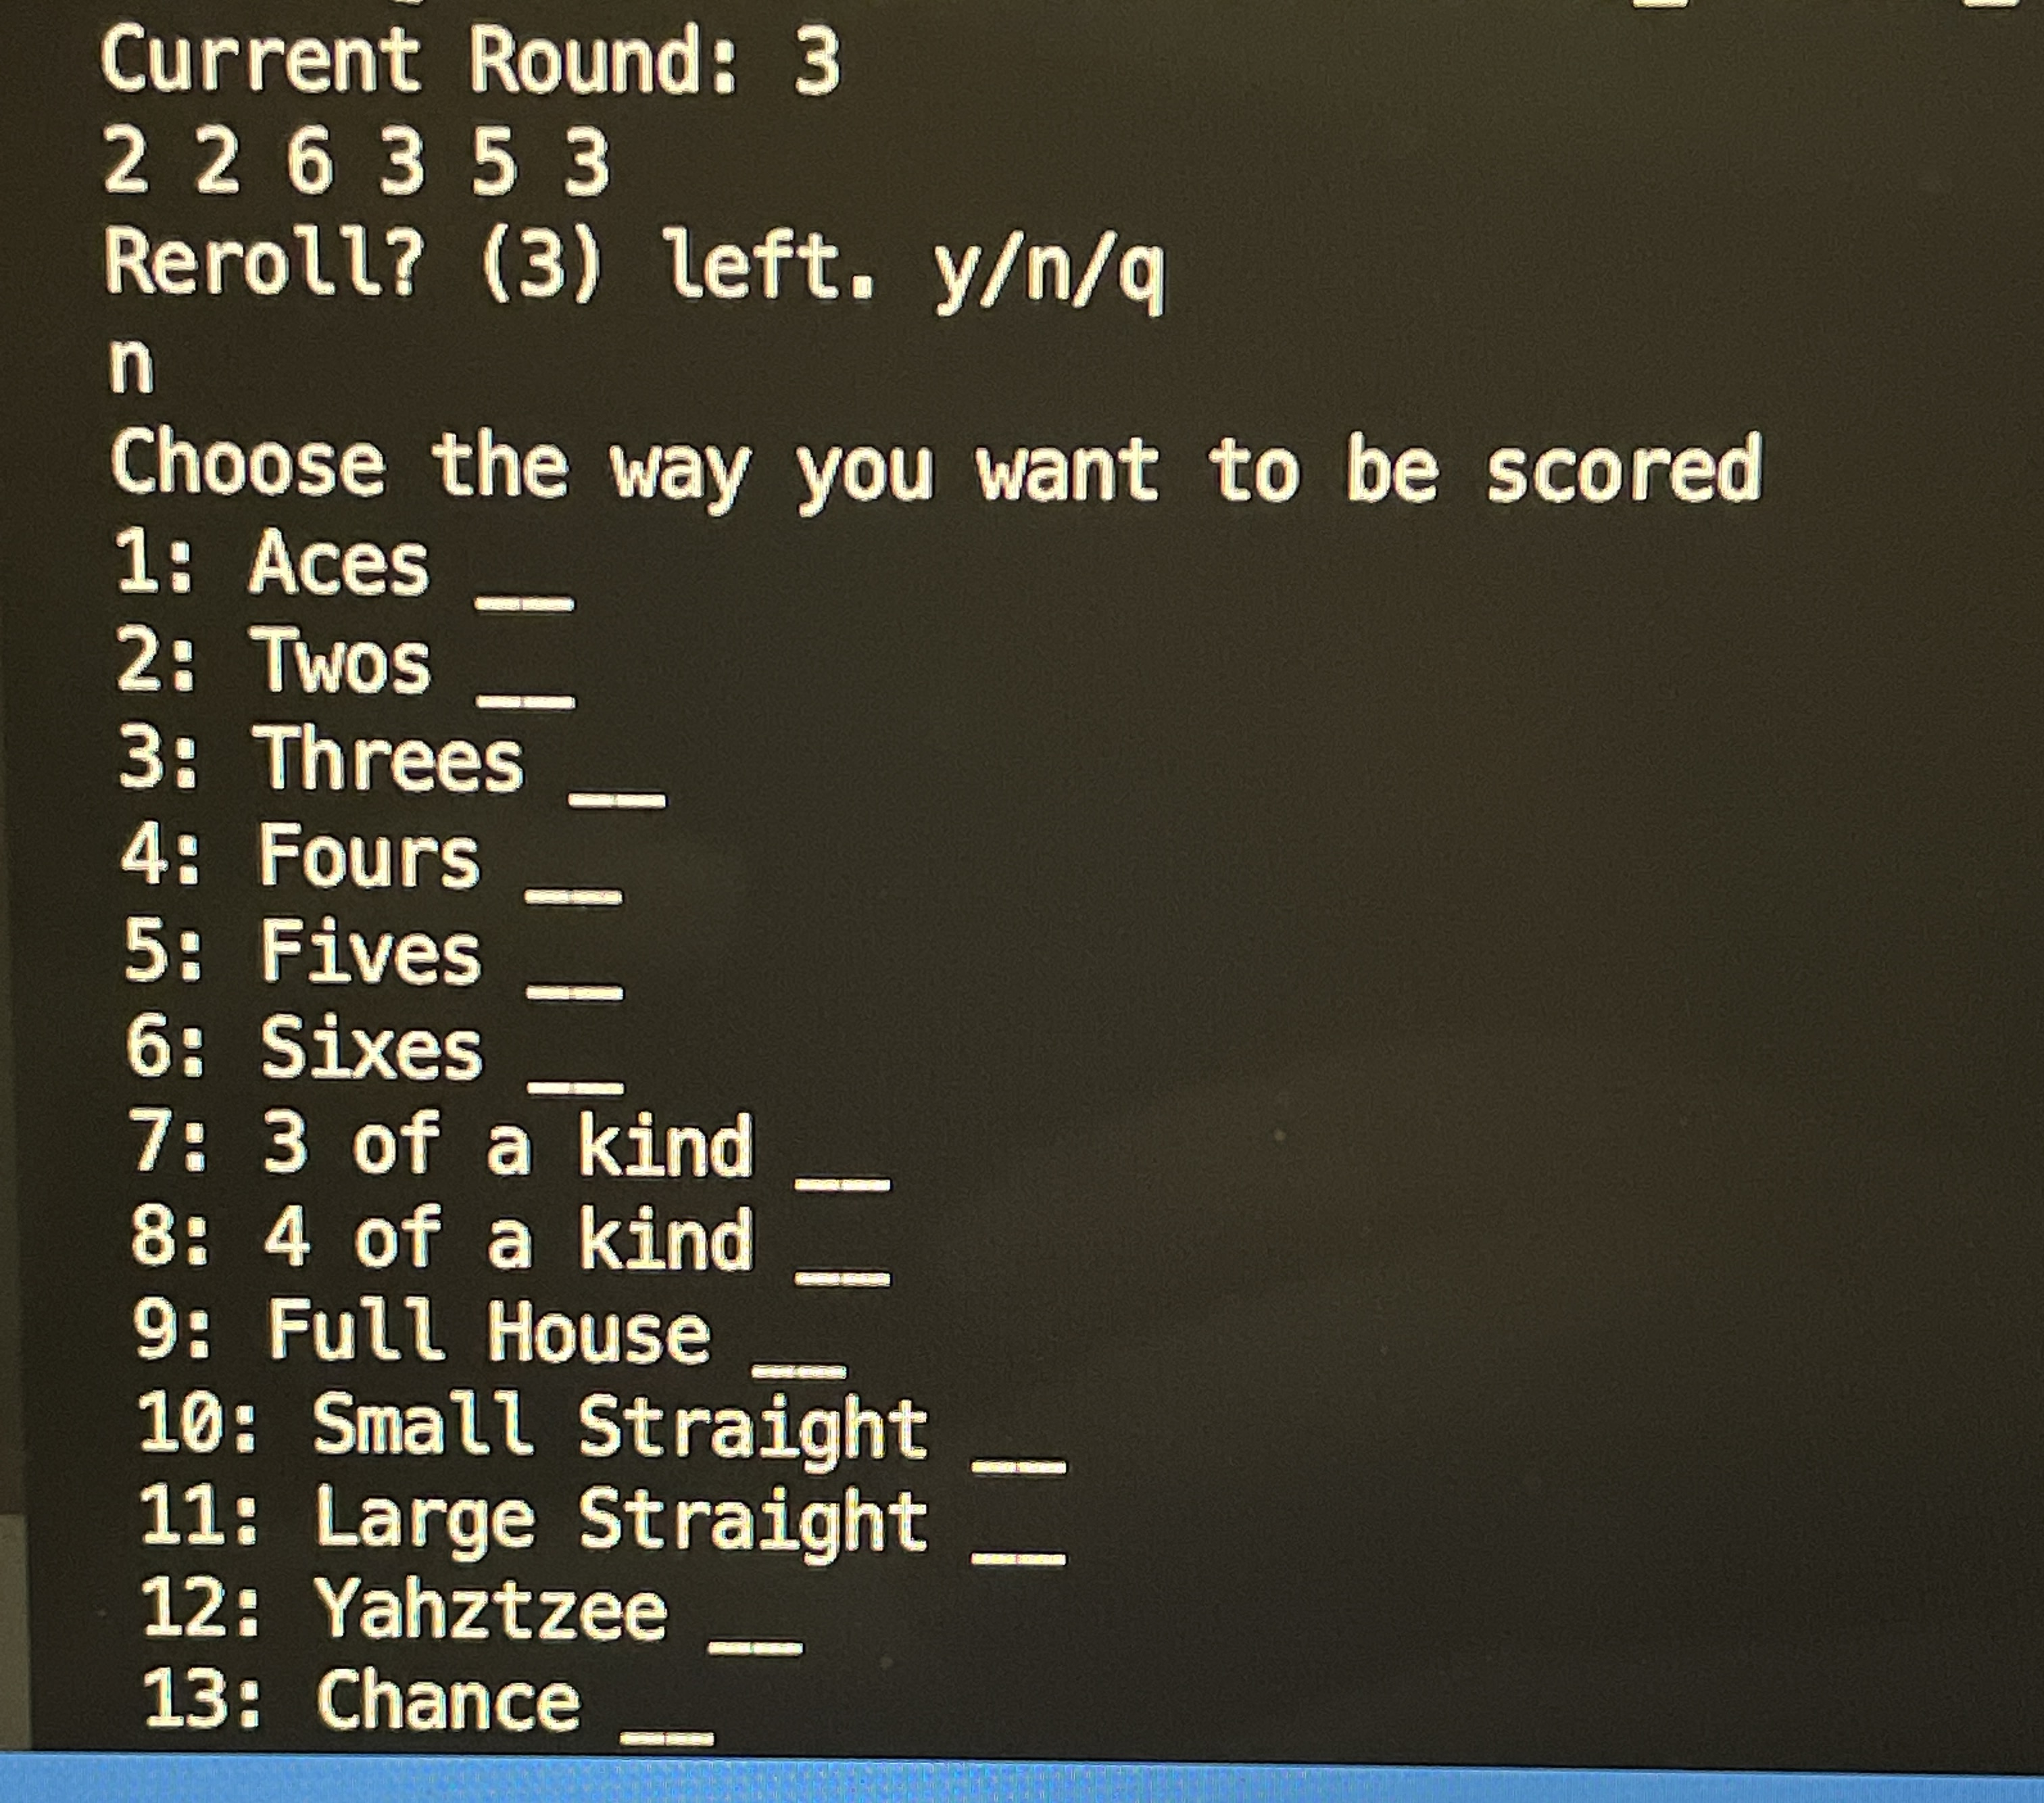 Current Round: 3
2 2 6 3 5 3
Reroll? (3) left. y/n/q
n
Choose the way you want to be scored
1: Aces __
2: Twos __
3: Threes __
4: Fours __
5: Fives __
6: Sixes __
7: 3 of a kind __
8: 4 of a kind __
9: Full House __
10: Small Straight __
11: Large Straight __
12: Yahztzee __
13: Chance __